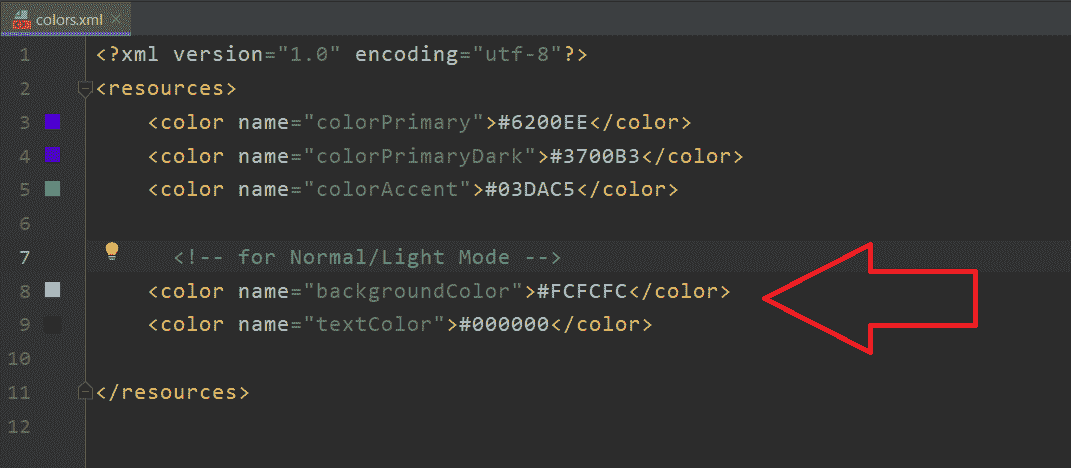 colors.xml
1 <?xml version="1.0" encoding="utf-8"?>
2 <resources>
3     <color name="colorPrimary">#6200EE</color>
4     <color name="colorPrimaryDark">#3700B3</color>
5     <color name="colorAccent">#03DAC5</color>
6
7       <!-- for Normal/Light Mode -->
8     <color name="backgroundColor">#FCFCFC</color>
9     <color name="textColor">#000000</color>
10
11 </resources>
12